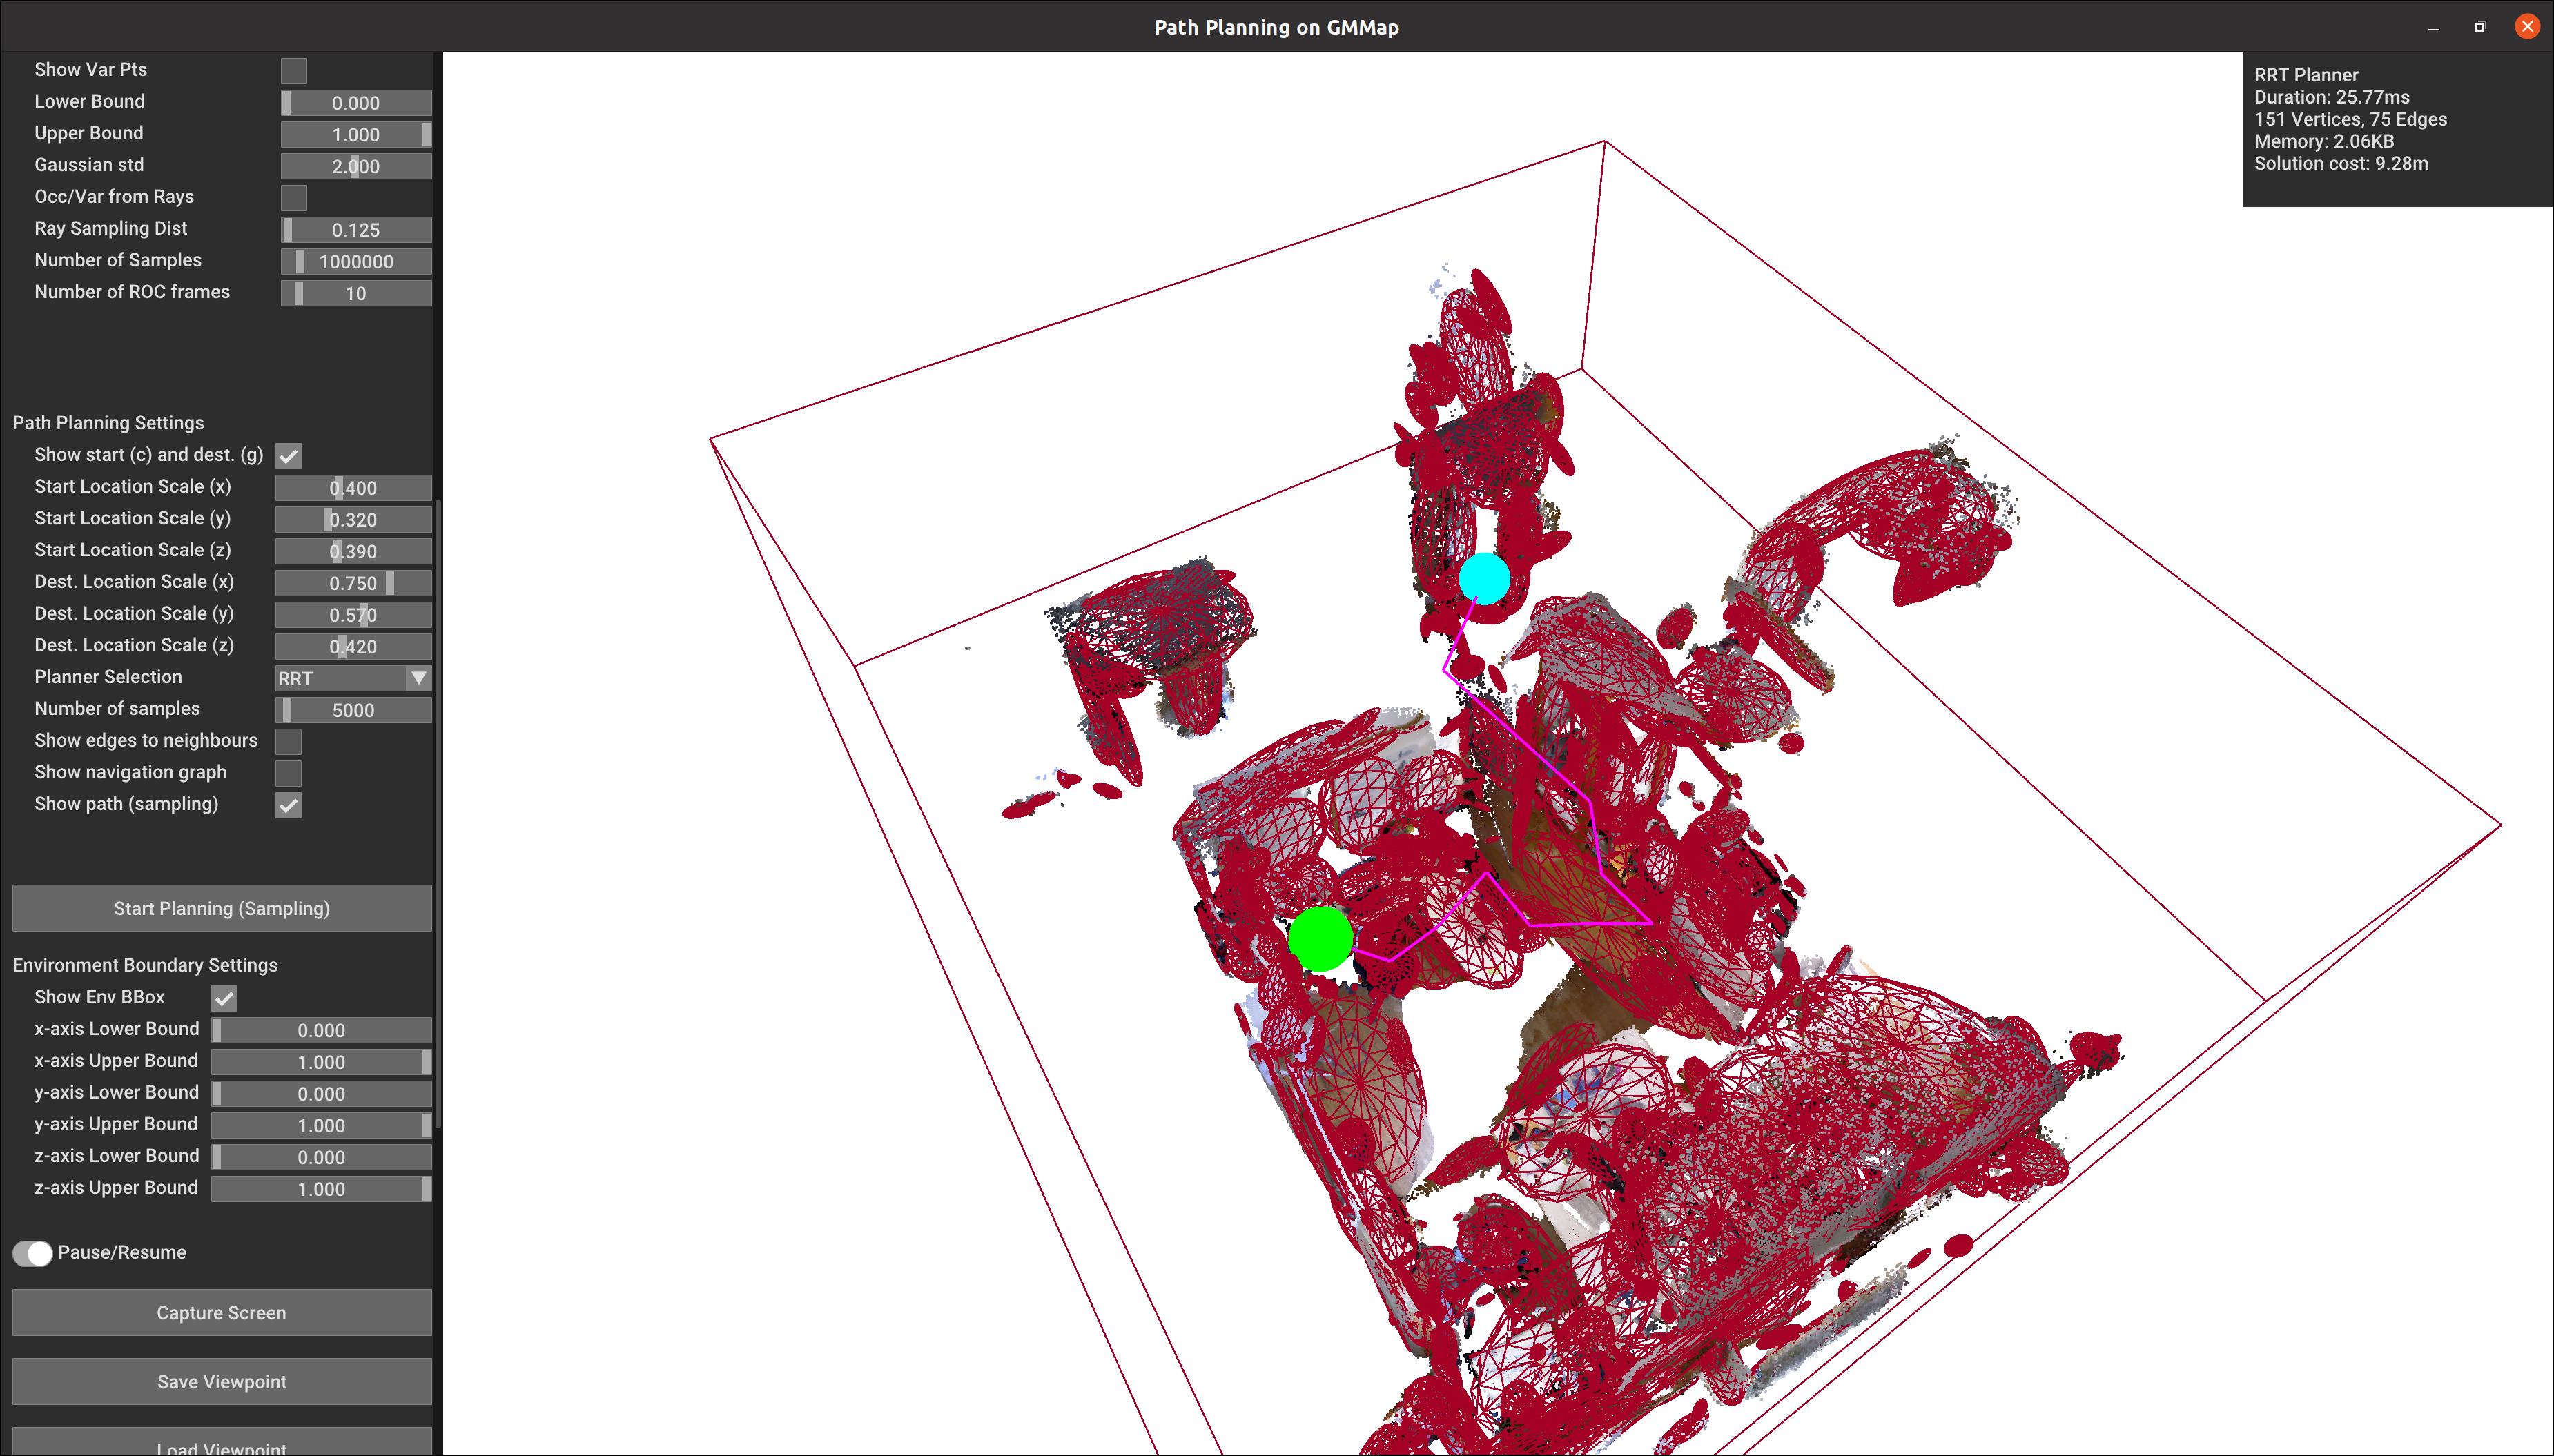 Path Planning on GMMap
Show Var Pts
Lower Bound 0.000
Upper Bound 1.000
Gaussian std 2.000
Occ/Var from Rays
Ray Sampling Dist 0.125
Number of Samples 1000000
Number of ROC frames 10
Path Planning Settings
Show start (c) and dest. (g)
Start Location Scale (x) 0.400
Start Location Scale (y) 0.320
Start Location Scale (z) 0.390
Dest. Location Scale (x) 0.750
Dest. Location Scale (y) 0.570
Dest. Location Scale (z) 0.420
Planner Selection RRT
Number of samples 5000
Show edges to neighbours
Show navigation graph
Show path (sampling)
Start Planning (Sampling)
Environment Boundary Settings
Show Env BBox
x-axis Lower Bound 0.000
x-axis Upper Bound 1.000
y-axis Lower Bound 0.000
y-axis Upper Bound 1.000
z-axis Lower Bound 0.000
z-axis Upper Bound 1.000
Pause/Resume
Capture Screen
Save Viewpoint
Load Viewpoint
RRT Planner
Duration: 25.77ms
151 Vertices, 75 Edges
Memory: 2.06KB
Solution cost: 9.28m